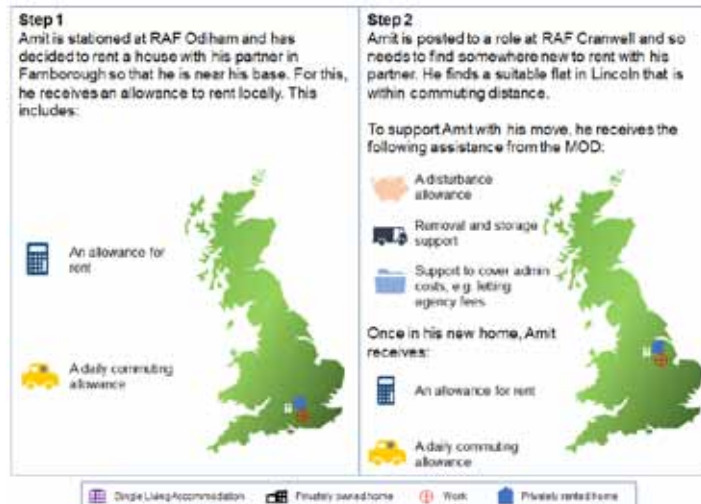 Step 1
Amit is stationed at RAF Odiham and has
decided to rent a house with his partner in
Farnborough so that he is near his base. For this,
he receives an allowance to rent locally. This
includes:
An allowance for
rent
A daily commuting
allowance
Step 2
Amit is posted to a role at RAF Cranwell and so
needs to find somewhere new to rent with his
partner. He finds a suitable flat in Lincoln that is
within commuting distance.
To support Amit with his move, he receives the
following assistance from the MOD:
A disturbance
allowance
Removal and storage
support
Support to cover admin
costs, e.g. letting
agency fees
Once in his new home, Amit
receives:
An allowance for rent
A daily commuting
allowance
Single Living Accommodation
Privately owned home
Work
Privately rented home